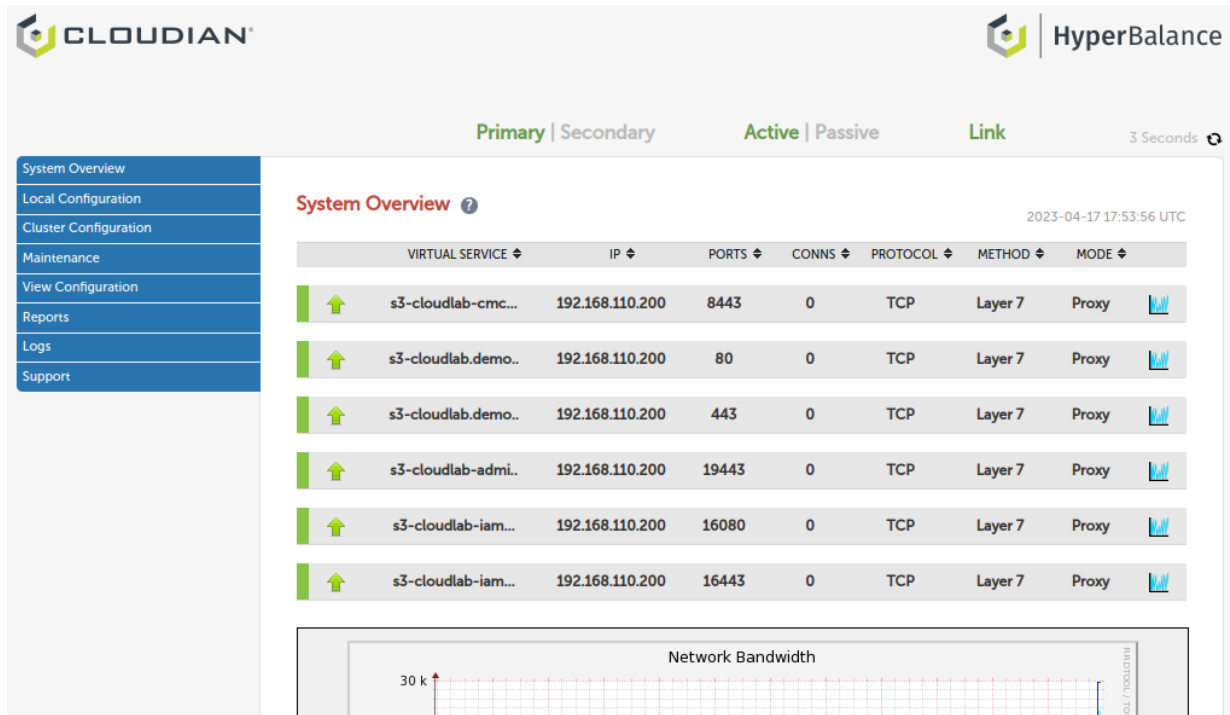 CLOUDIAN®
HyperBalance
Primary | Secondary Active | Passive Link 3 Seconds
System Overview
Local Configuration
Cluster Configuration
Maintenance
View Configuration
Reports
Logs
Support
System Overview ?
2023-04-17 17:53:56 UTC
VIRTUAL SERVICE IP PORTS CONNS PROTOCOL METHOD MODE
s3-cloudlab-cmc... 192.168.110.200 8443 0 TCP Layer 7 Proxy
s3-cloudlab.demo.. 192.168.110.200 80 0 TCP Layer 7 Proxy
s3-cloudlab.demo.. 192.168.110.200 443 0 TCP Layer 7 Proxy
s3-cloudlab-admi.. 192.168.110.200 19443 0 TCP Layer 7 Proxy
s3-cloudlab-iam... 192.168.110.200 16080 0 TCP Layer 7 Proxy
s3-cloudlab-iam... 192.168.110.200 16443 0 TCP Layer 7 Proxy
Network Bandwidth
30 k
RRDTOOL /